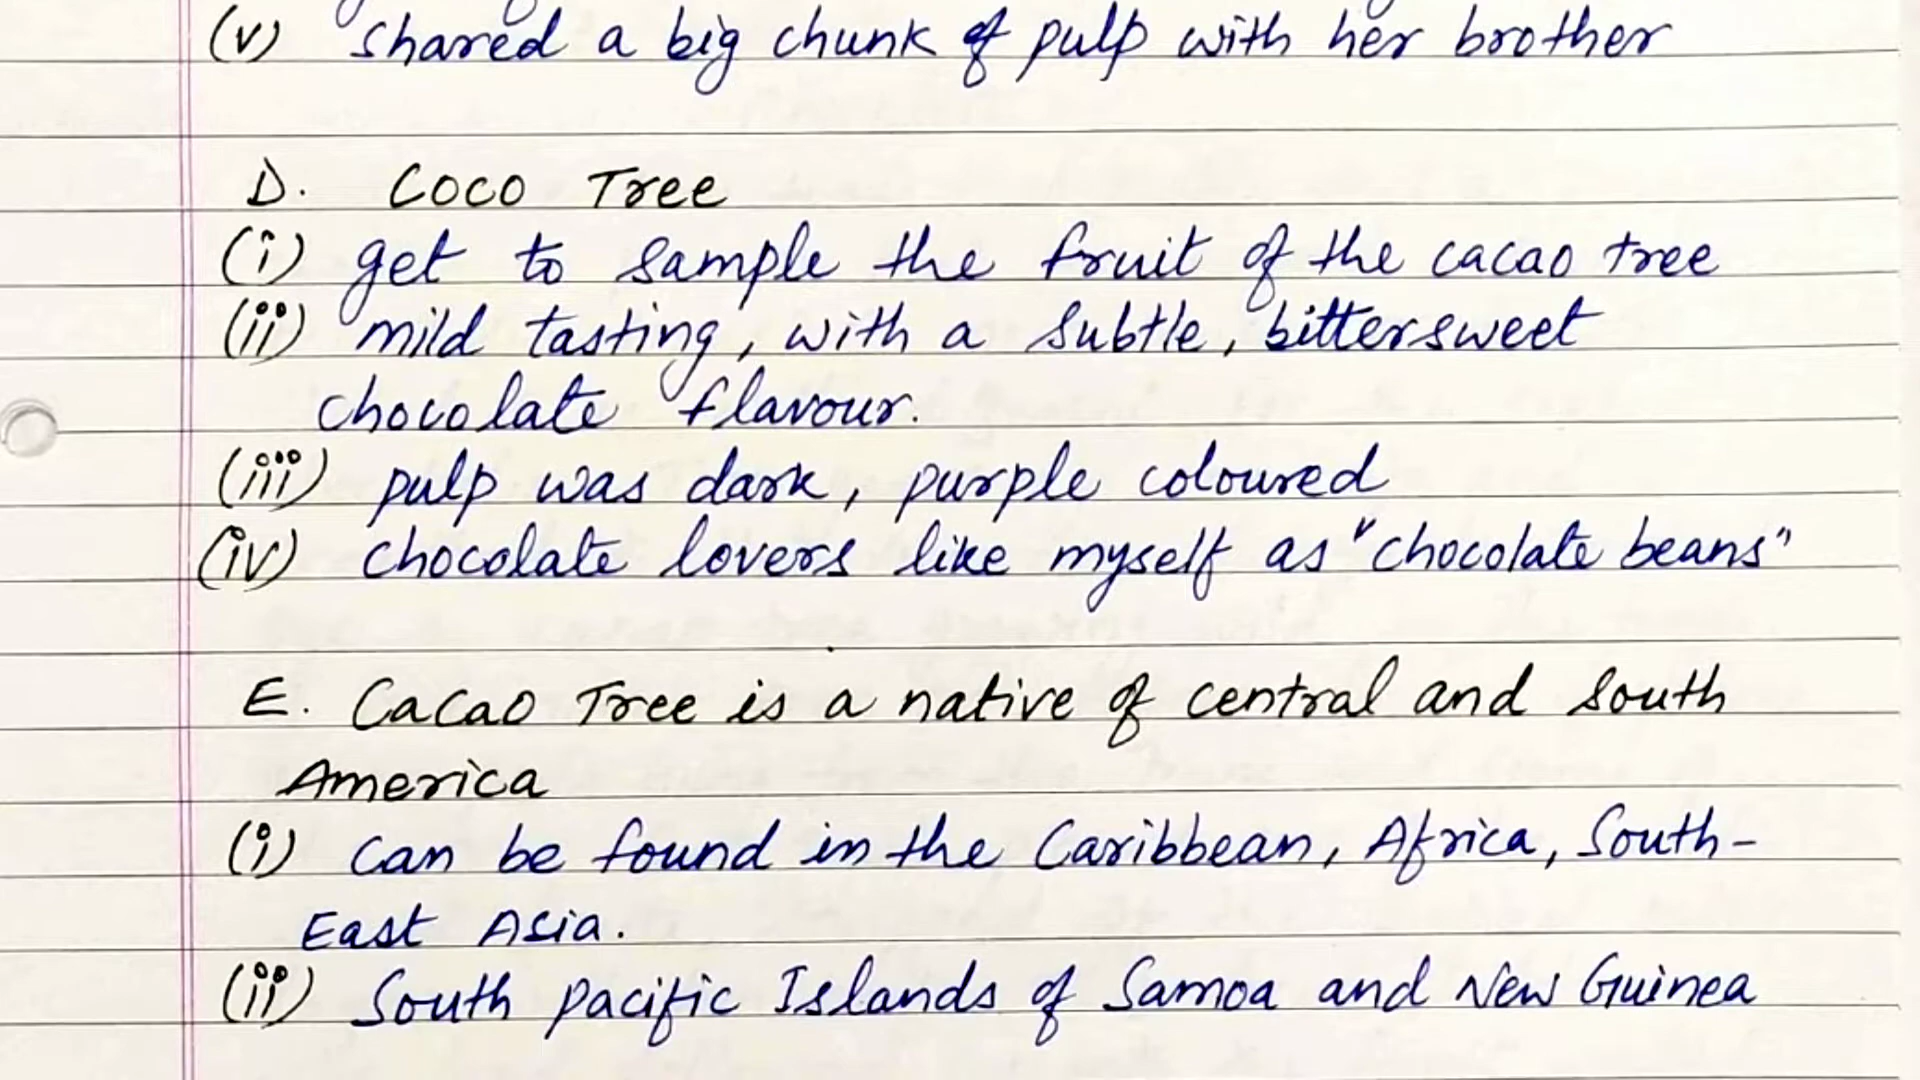 (v) shared a big chunk of pulp with her brother
D. Coco Tree
(i) get to sample the fruit of the cacao tree
(ii) mild tasting, with a subtle, bittersweet
chocolate flavour.
(iii) pulp was dark, purple coloured
(iv) chocolate lovers like myself as "chocolate beans"
E. Cacao Tree is a native of central and South
America
(i) can be found in the Caribbean, Africa, South-
East Asia.
(ii) South pacific Islands of Samoa and New Guinea